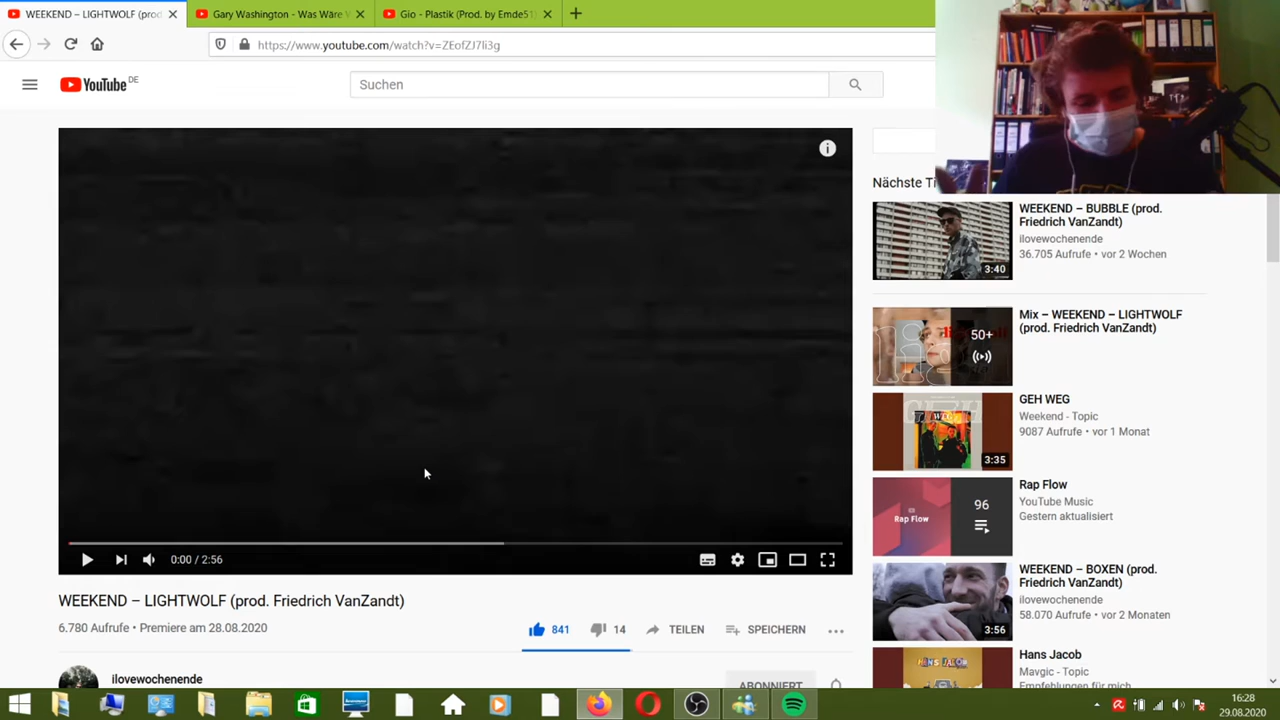 WEEKEND – LIGHTWOLF (prod
Gary Washington - Was Wäre W
Gio - Plastik (Prod. by Emde51)
https://www.youtube.com/watch?v=ZEofZJ7li3g
YouTube DE
Suchen
Nächste Ti
WEEKEND – BUBBLE (prod.
Friedrich VanZandt)
ilovewochenende
36.705 Aufrufe • vor 2 Wochen
3:40
Mix – WEEKEND – LIGHTWOLF
(prod. Friedrich VanZandt)
50+
GEH WEG
Weekend - Topic
9087 Aufrufe • vor 1 Monat
3:35
Rap Flow
YouTube Music
Gestern aktualisiert
96
Rap Flow
WEEKEND – BOXEN (prod.
Friedrich VanZandt)
ilovewochenende
58.070 Aufrufe • vor 2 Monaten
3:56
Hans Jacob
Mavgic - Topic
Empfehlungen für mich
HANS JACOB
0:00 / 2:56
WEEKEND – LIGHTWOLF (prod. Friedrich VanZandt)
6.780 Aufrufe • Premiere am 28.08.2020
841
14
TEILEN
SPEICHERN
ilovewochenende
ABONNIERT
16:28
29.08.2020